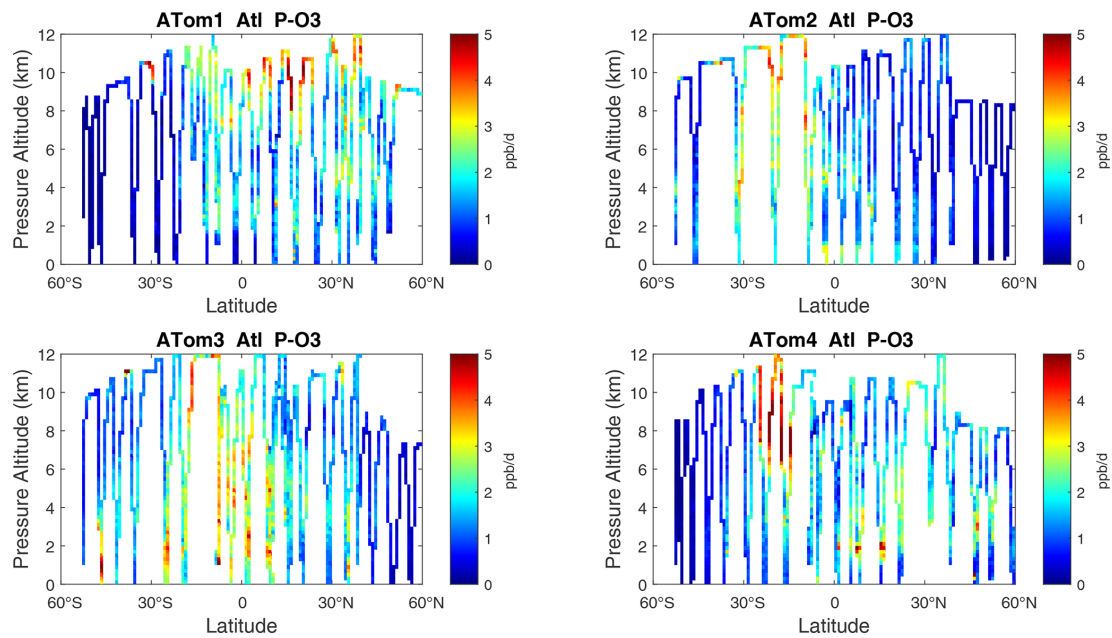 ATom1 Atl P-O3
12
10
8
6
4
2
0
Pressure Altitude (km)
60°S 30°S 0 30°N 60°N
Latitude
5
4
3
2
1
0
ppb/d
ATom2 Atl P-O3
12
10
8
6
4
2
0
Pressure Altitude (km)
60°S 30°S 0 30°N 60°N
Latitude
5
4
3
2
1
0
ppb/d
ATom3 Atl P-O3
12
10
8
6
4
2
0
Pressure Altitude (km)
60°S 30°S 0 30°N 60°N
Latitude
5
4
3
2
1
0
ppb/d
ATom4 Atl P-O3
12
10
8
6
4
2
0
Pressure Altitude (km)
60°S 30°S 0 30°N 60°N
Latitude
5
4
3
2
1
0
ppb/d